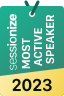 sessionize
MOST
ACTIVE
SPEAKER
2023